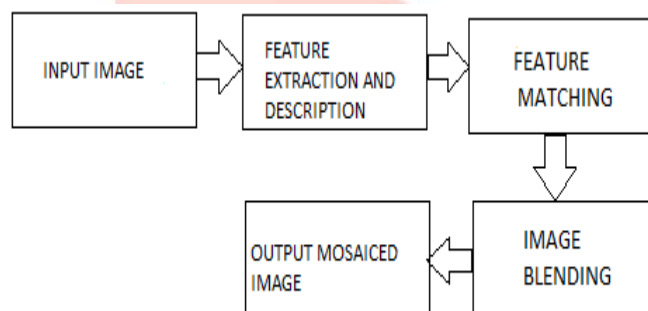 INPUT IMAGE
FEATURE
EXTRACTION AND
DESCRIPTION
FEATURE
MATCHING
IMAGE
BLENDING
OUTPUT MOSAICED
IMAGE